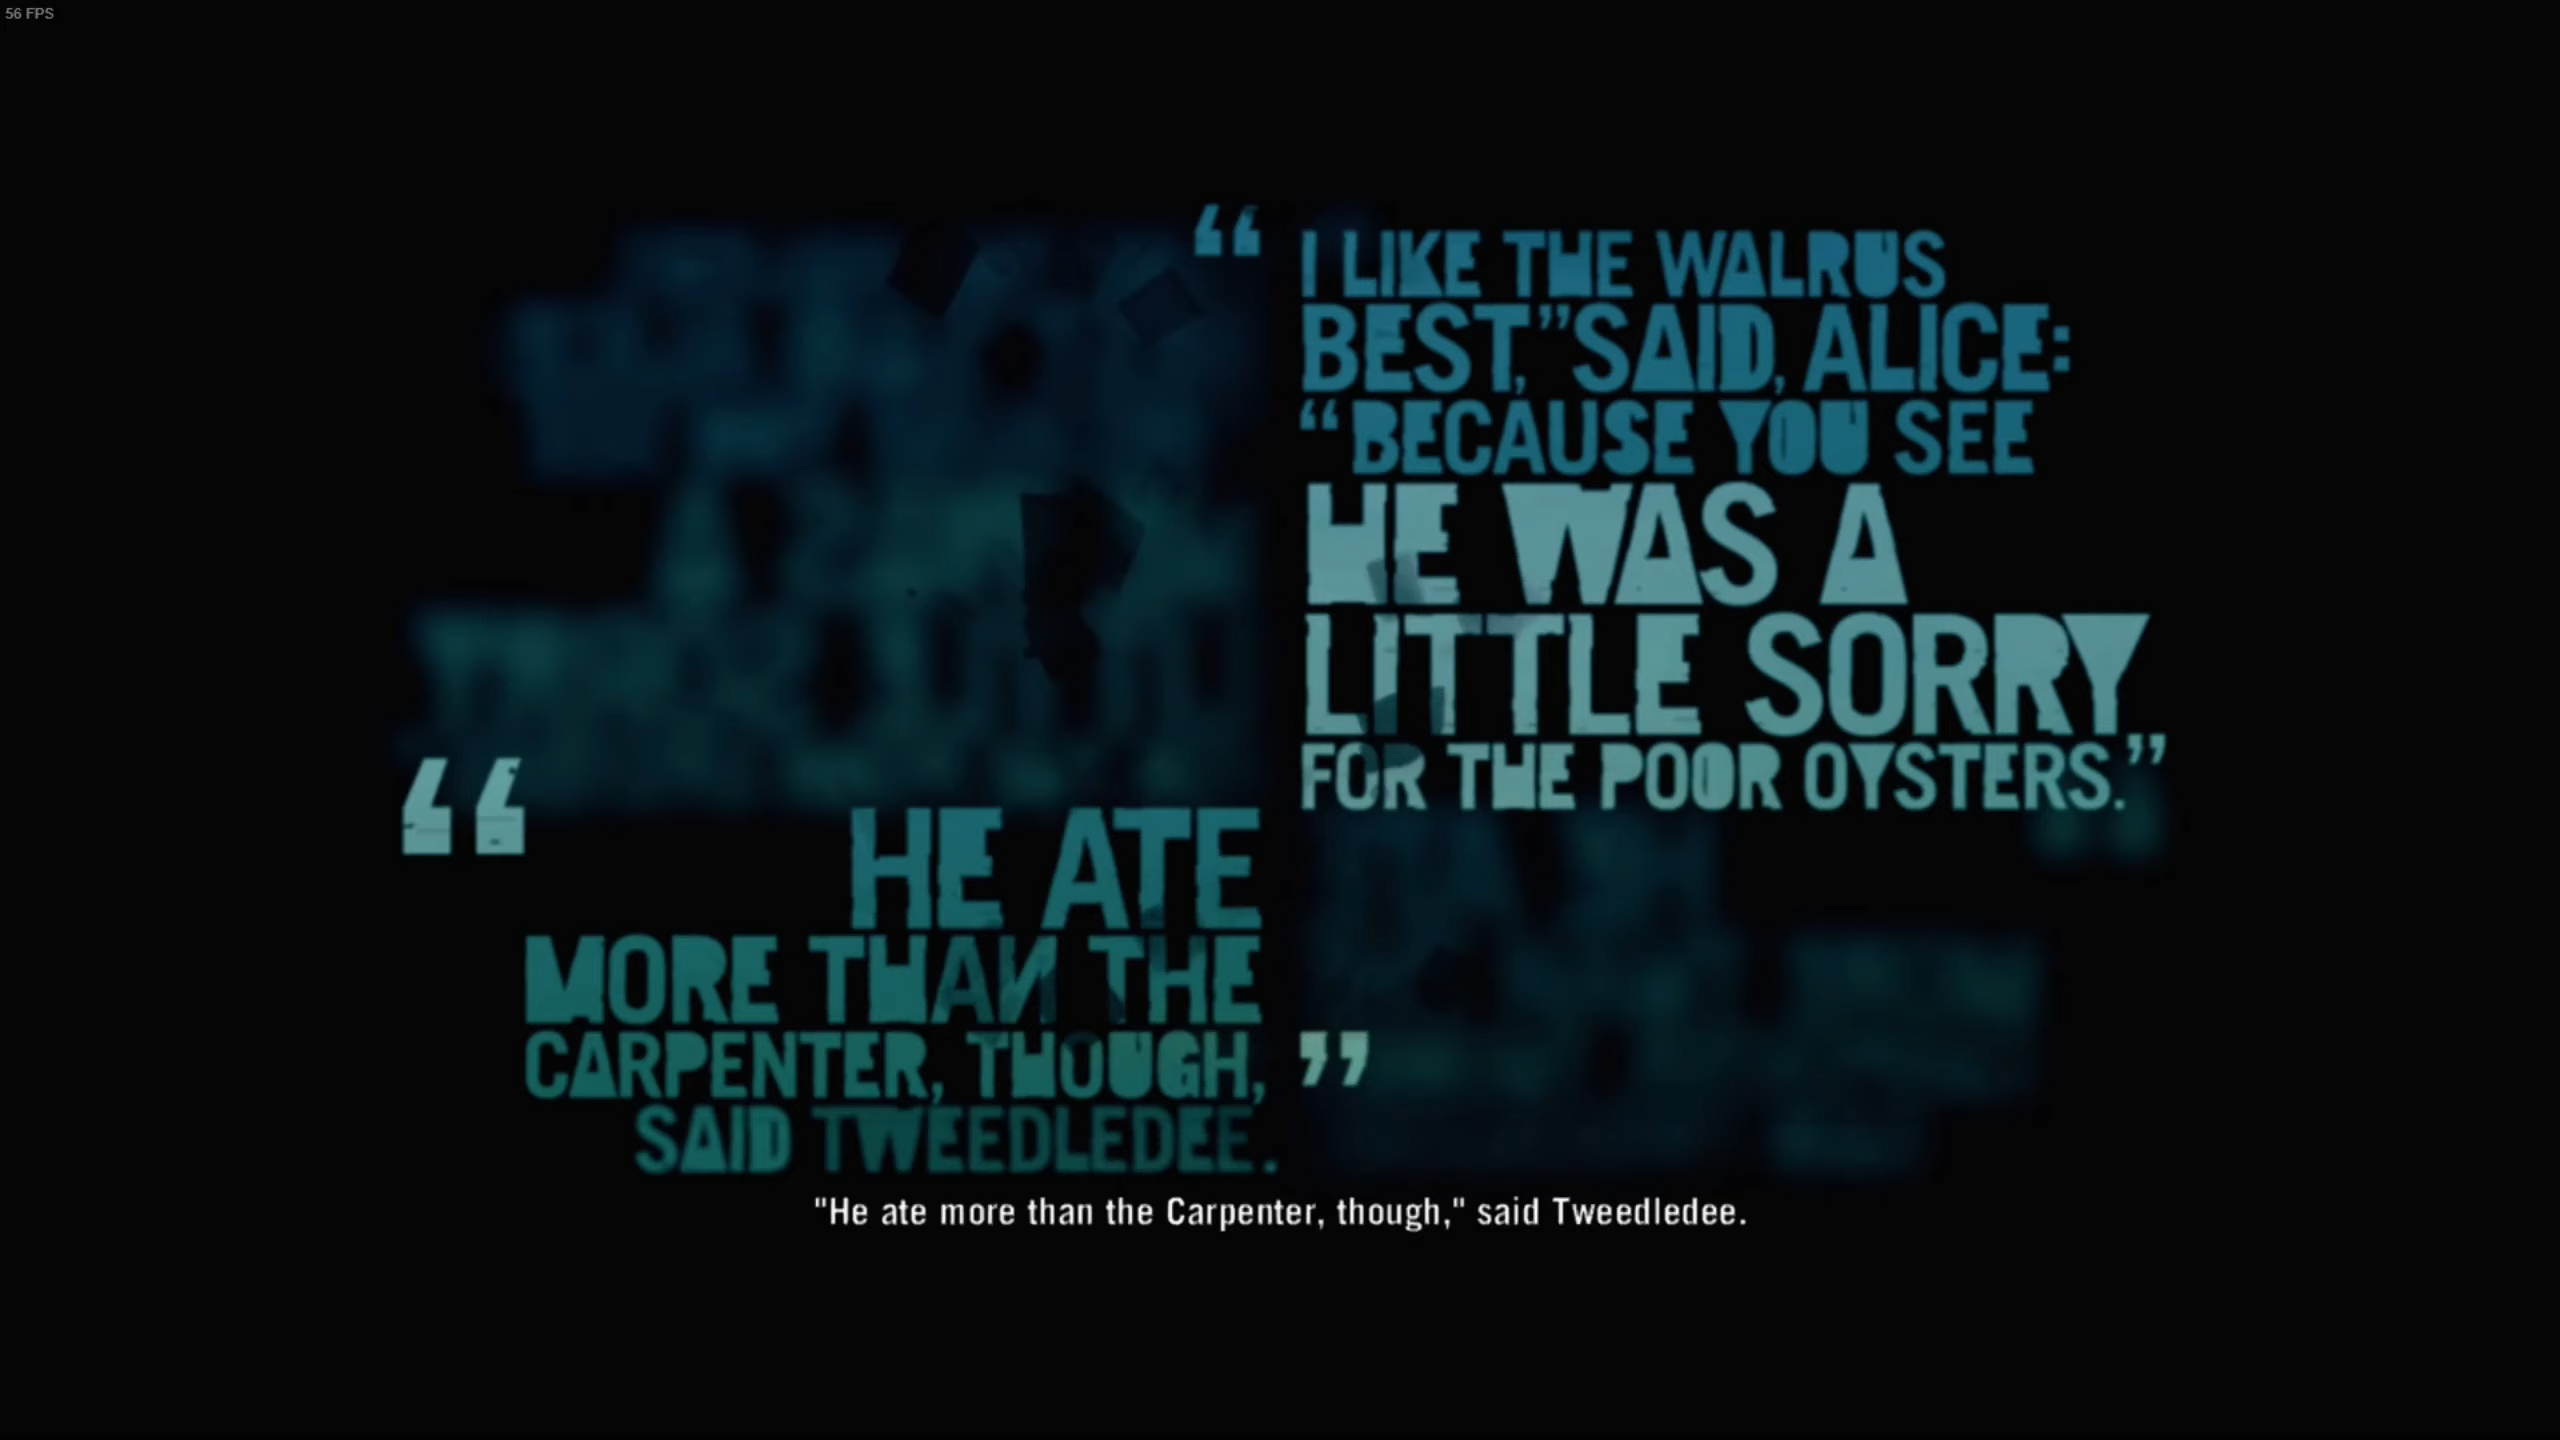 56 FPS
“ I LIKE THE WALRUS
BEST,” SAID, ALICE:
“BECAUSE YOU SEE
HE WAS A
LITTLE SORRY
FOR THE POOR OYSTERS.”
“ HE ATE
MORE THAN THE
CARPENTER, THOUGH, ”
SAID TWEEDLEDEE.
"He ate more than the Carpenter, though," said Tweedledee.